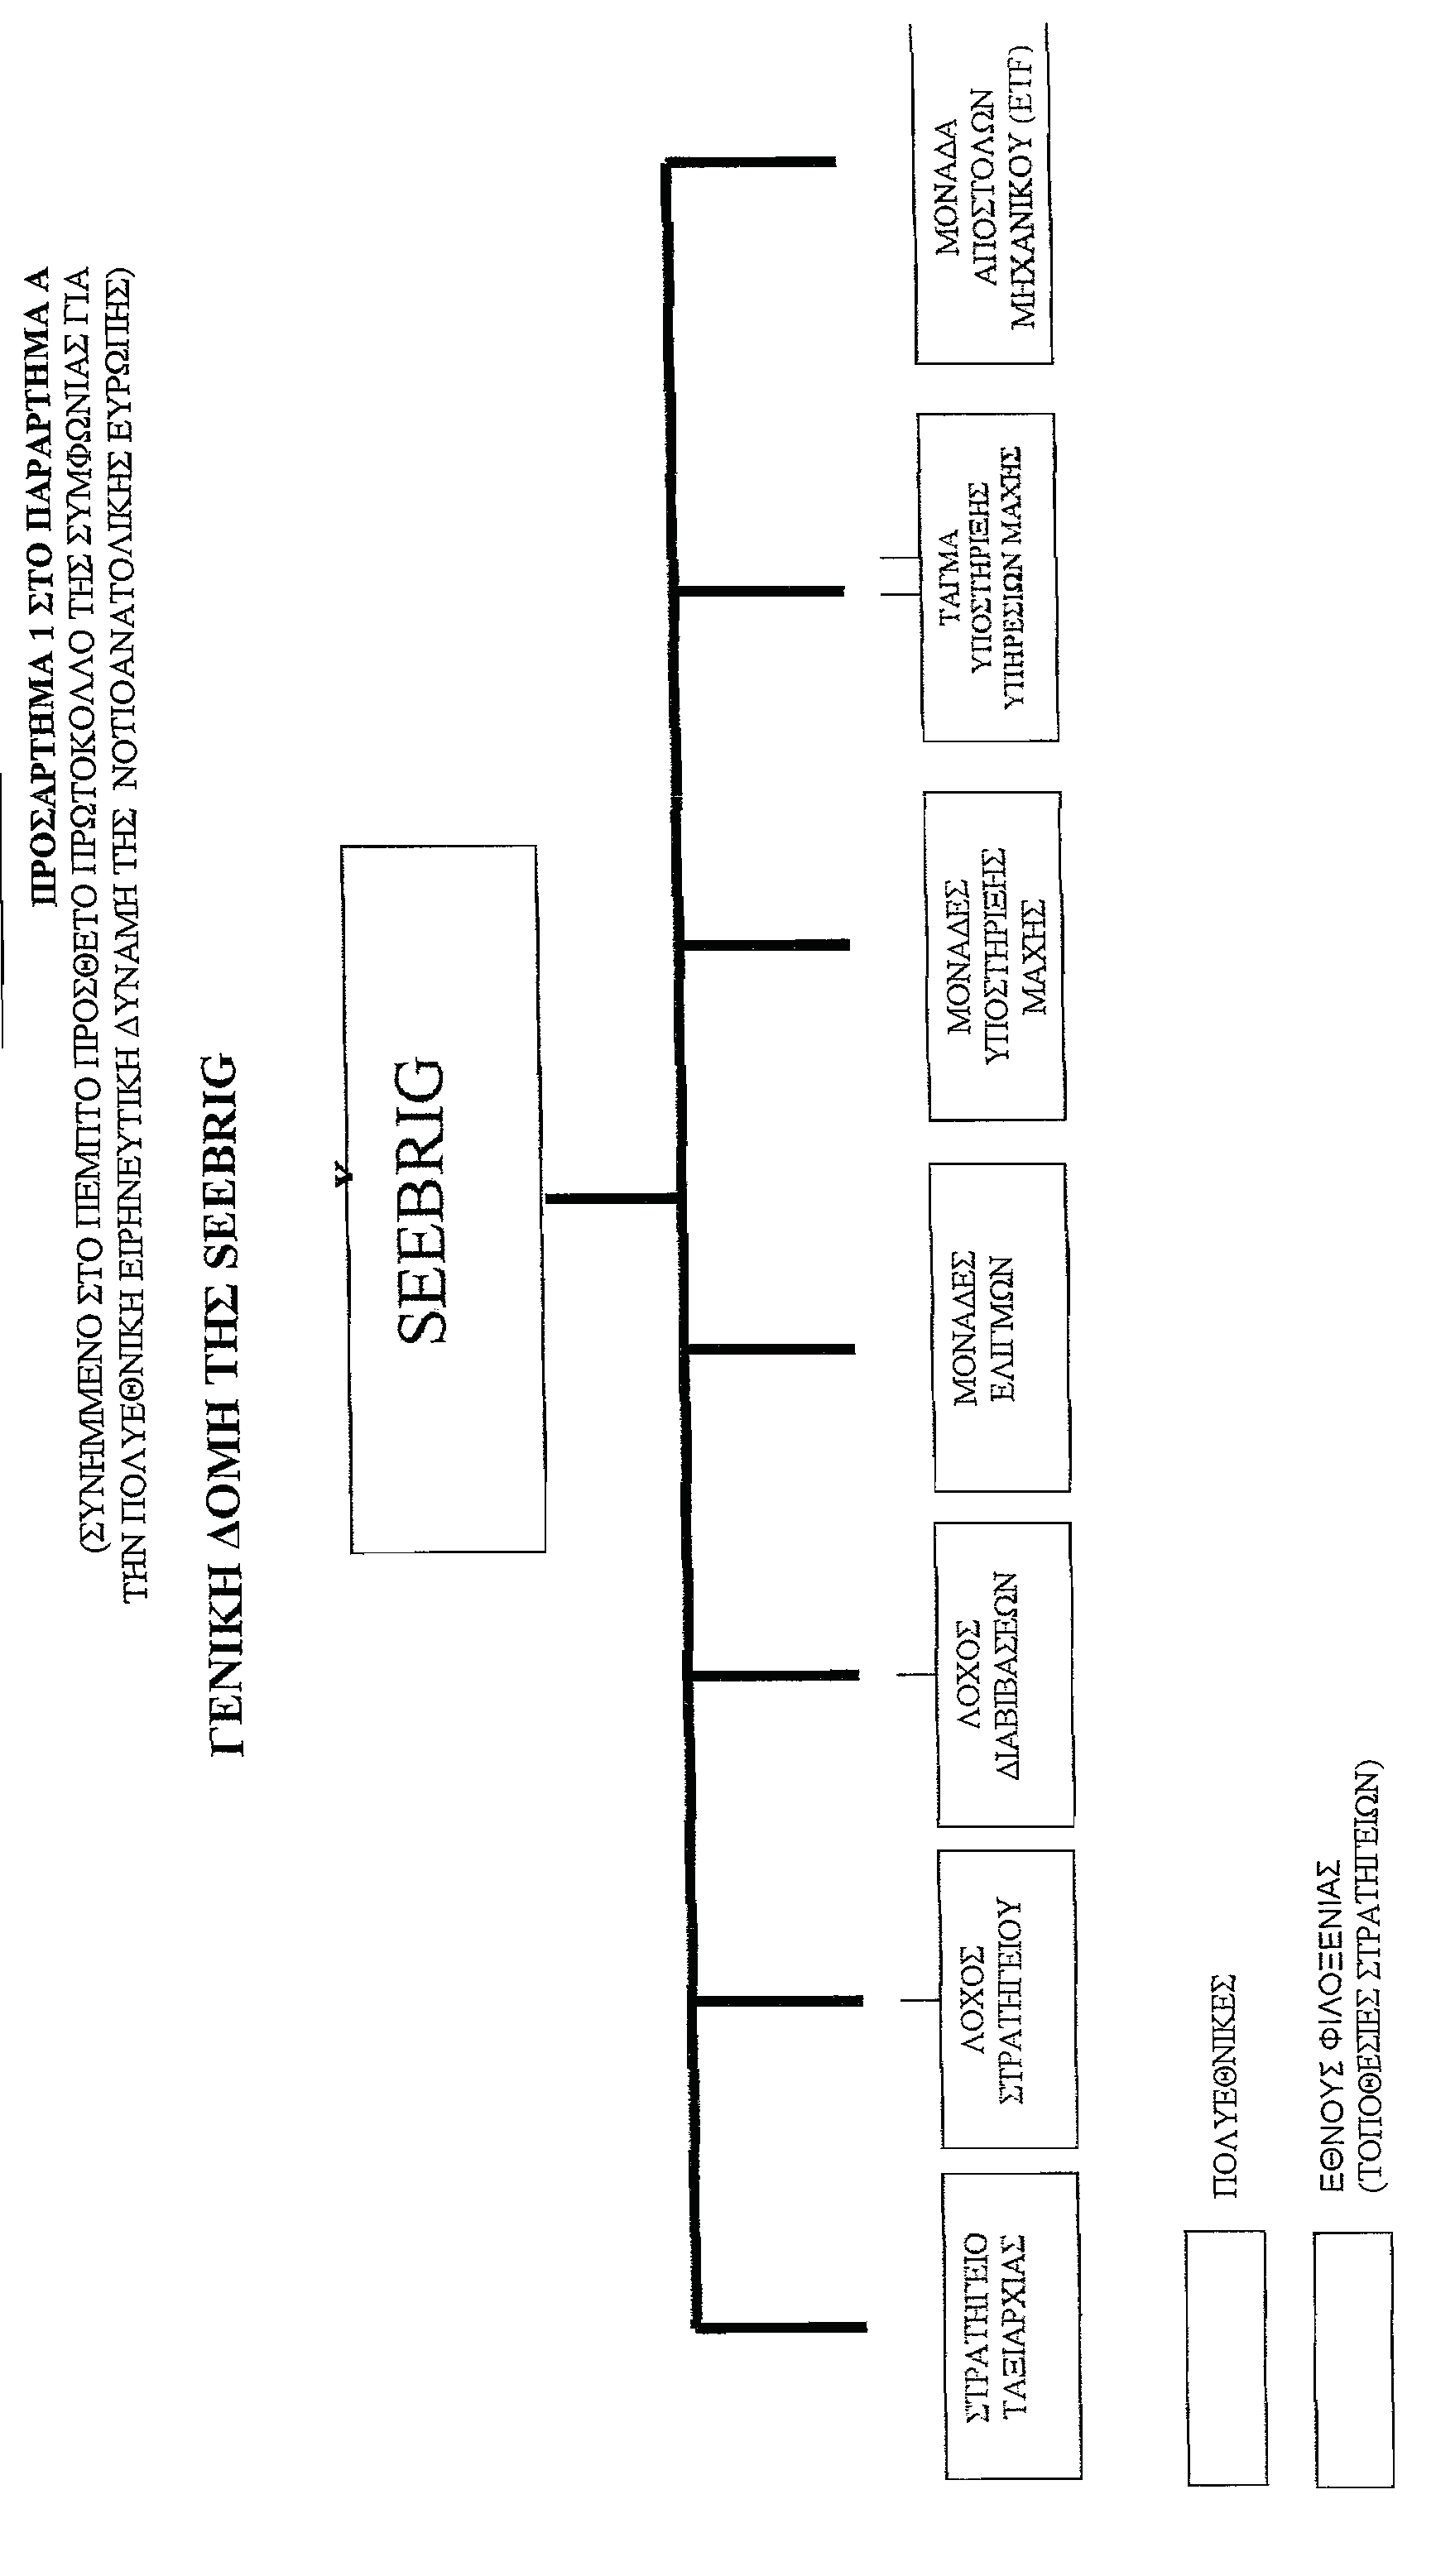 ΠΡΟΣΑΡΤΗΜΑ 1 ΣΤΟ ΠΑΡΑΡΤΗΜΑ Α
(ΣΥΝΗΜΜΕΝΟ ΣΤΟ ΠΕΜΠΤΟ ΠΡΟΣΘΕΤΟ ΠΡΩΤΟΚΟΛΛΟ ΤΗΣ ΣΥΜΦΩΝΙΑΣ ΓΙΑ
ΤΗΝ ΠΟΛΥΕΘΝΙΚΗ ΕΙΡΗΝΕΥΤΙΚΗ ΔΥΝΑΜΗ ΤΗΣ ΝΟΤΙΟΑΝΑΤΟΛΙΚΗΣ ΕΥΡΩΠΗΣ)
ΓΕΝΙΚΗ ΔΟΜΗ ΤΗΣ SEEBRIG
SEEBRIG
ΣΤΡΑΤΗΓΕΙΟ
ΤΑΞΙΑΡΧΙΑΣ
ΛΟΧΟΣ
ΣΤΡΑΤΗΓΕΙΟΥ
ΛΟΧΟΣ
ΔΙΑΒΙΒΑΣΕΩΝ
ΜΟΝΑΔΕΣ
ΕΛΙΓΜΩΝ
ΜΟΝΑΔΕΣ
ΥΠΟΣΤΗΡΙΞΗΣ
ΜΑΧΗΣ
ΤΑΓΜΑ
ΥΠΟΣΤΗΡΙΞΗΣ
ΥΠΗΡΕΣΙΩΝ ΜΑΧΗΣ
ΜΟΝΑΔΑ
ΑΠΟΣΤΟΛΩΝ
ΜΗΧΑΝΙΚΟΥ (ETF)
ΠΟΛΥΕΘΝΙΚΕΣ
ΕΘΝΟΥΣ ΦΙΛΟΞΕΝΙΑΣ
(ΤΟΠΟΘΕΣΙΕΣ ΣΤΡΑΤΗΓΕΙΩΝ)